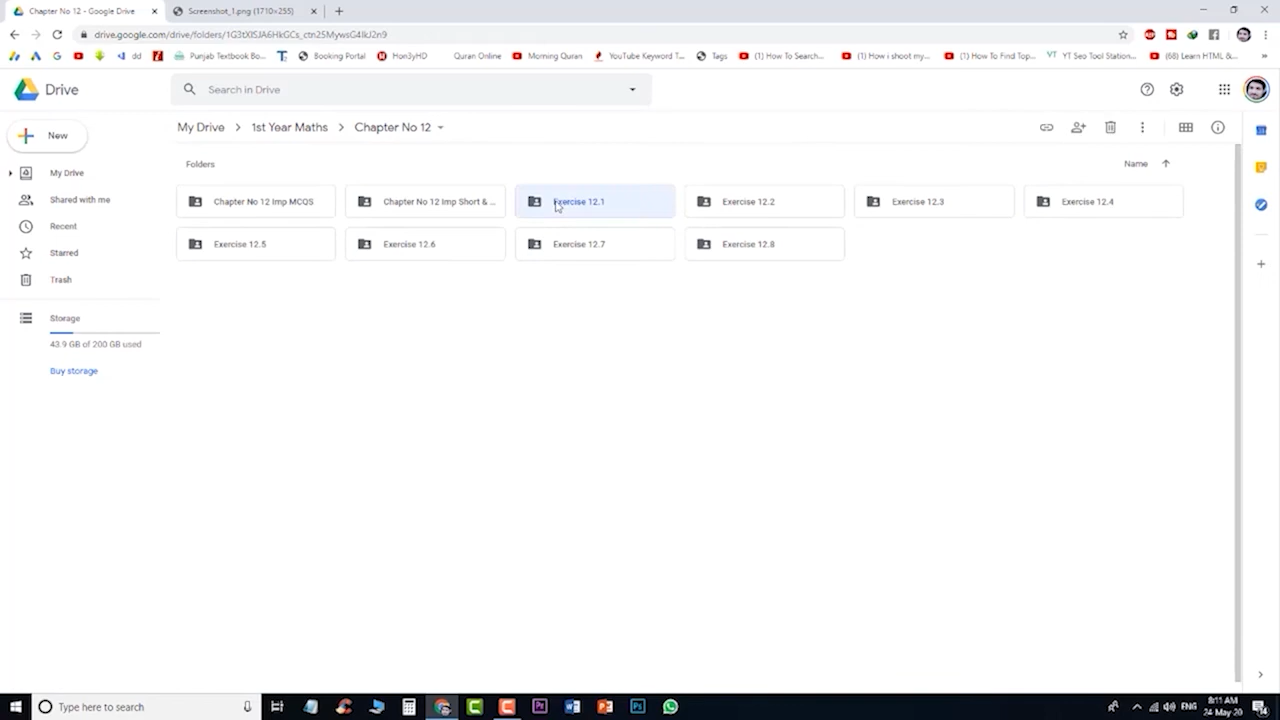 Chapter No 12 - Google Drive
Screenshot_1.png (1710×255)
dd
Punjab Textbook Bo...
Booking Portal
Hon3yHD
Quran Online
Morning Quran
YouTube Keyword T...
Tags
(1) How To Search...
(1) How i shoot my...
(1) How To Find Top...
YT Seo Tool Station...
(68) Learn HTML &...
Drive
Search in Drive
New
My Drive > 1st Year Maths > Chapter No 12
My Drive
Shared with me
Recent
Starred
Trash
Storage
43.9 GB of 200 GB used
Buy storage
Folders
Name
Chapter No 12 Imp MCQS
Chapter No 12 Imp Short & ...
Exercise 12.1
Exercise 12.2
Exercise 12.3
Exercise 12.4
Exercise 12.5
Exercise 12.6
Exercise 12.7
Exercise 12.8
Type here to search
ENG
8:11 AM
24-May-20